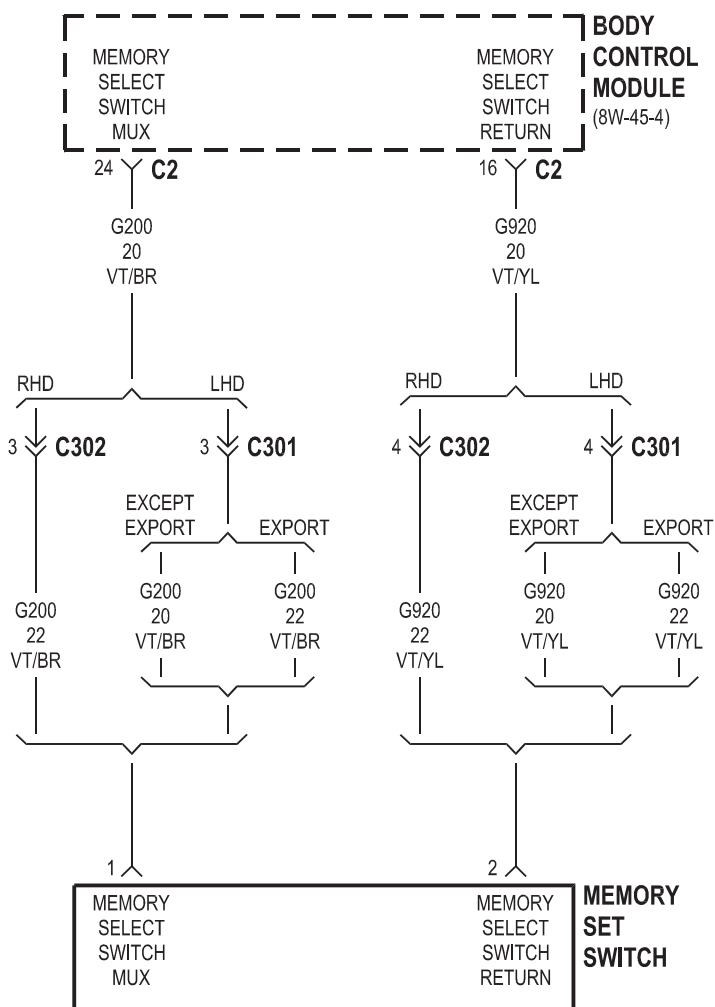 BODY
CONTROL
MODULE
(8W-45-4)
MEMORY
SELECT
SWITCH
MUX
MEMORY
SELECT
SWITCH
RETURN
24 C2
16 C2
G200
20
VT/BR
G920
20
VT/YL
RHD LHD
RHD LHD
3 C302
3 C301
4 C302
4 C301
EXCEPT
EXPORT
EXPORT
EXCEPT
EXPORT
EXPORT
G200
22
VT/BR
G200
20
VT/BR
G200
22
VT/BR
G920
22
VT/YL
G920
20
VT/YL
G920
22
VT/YL
1
2
MEMORY
SELECT
SWITCH
MUX
MEMORY
SELECT
SWITCH
RETURN
MEMORY
SET
SWITCH